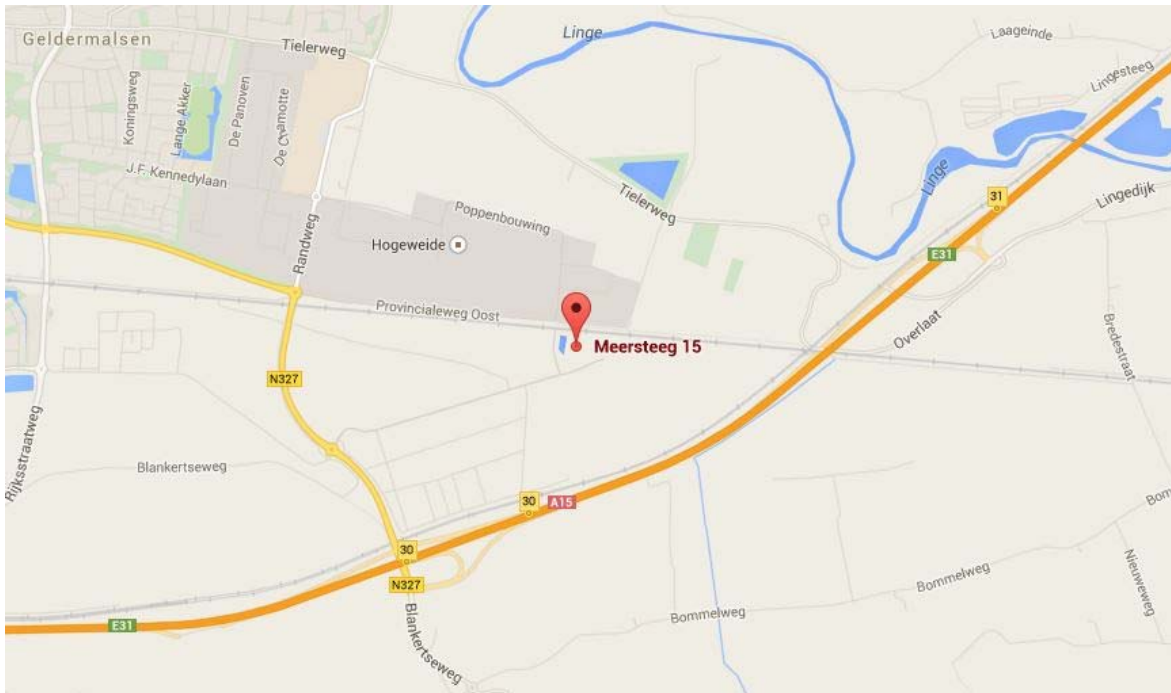 Geldermalsen
Tielerweg
Linge
Laageinde
Lingesteeg
Koningsweg
Lange Akker
De Panoven
De Chamotte
J.F. Kennedylaan
Linge
Tielerweg
31
Lingedijk
Poppenbouwing
Randweg
Hogeweide
E31
Provincialeweg Oost
Meersteeg 15
Overlaat
Bredestraat
N327
Rijksstraatweg
Blankertseweg
30
A15
Bom
30
N327
Bommelweg
Nieuweweg
Bommelweg
E31
Blankertseweg